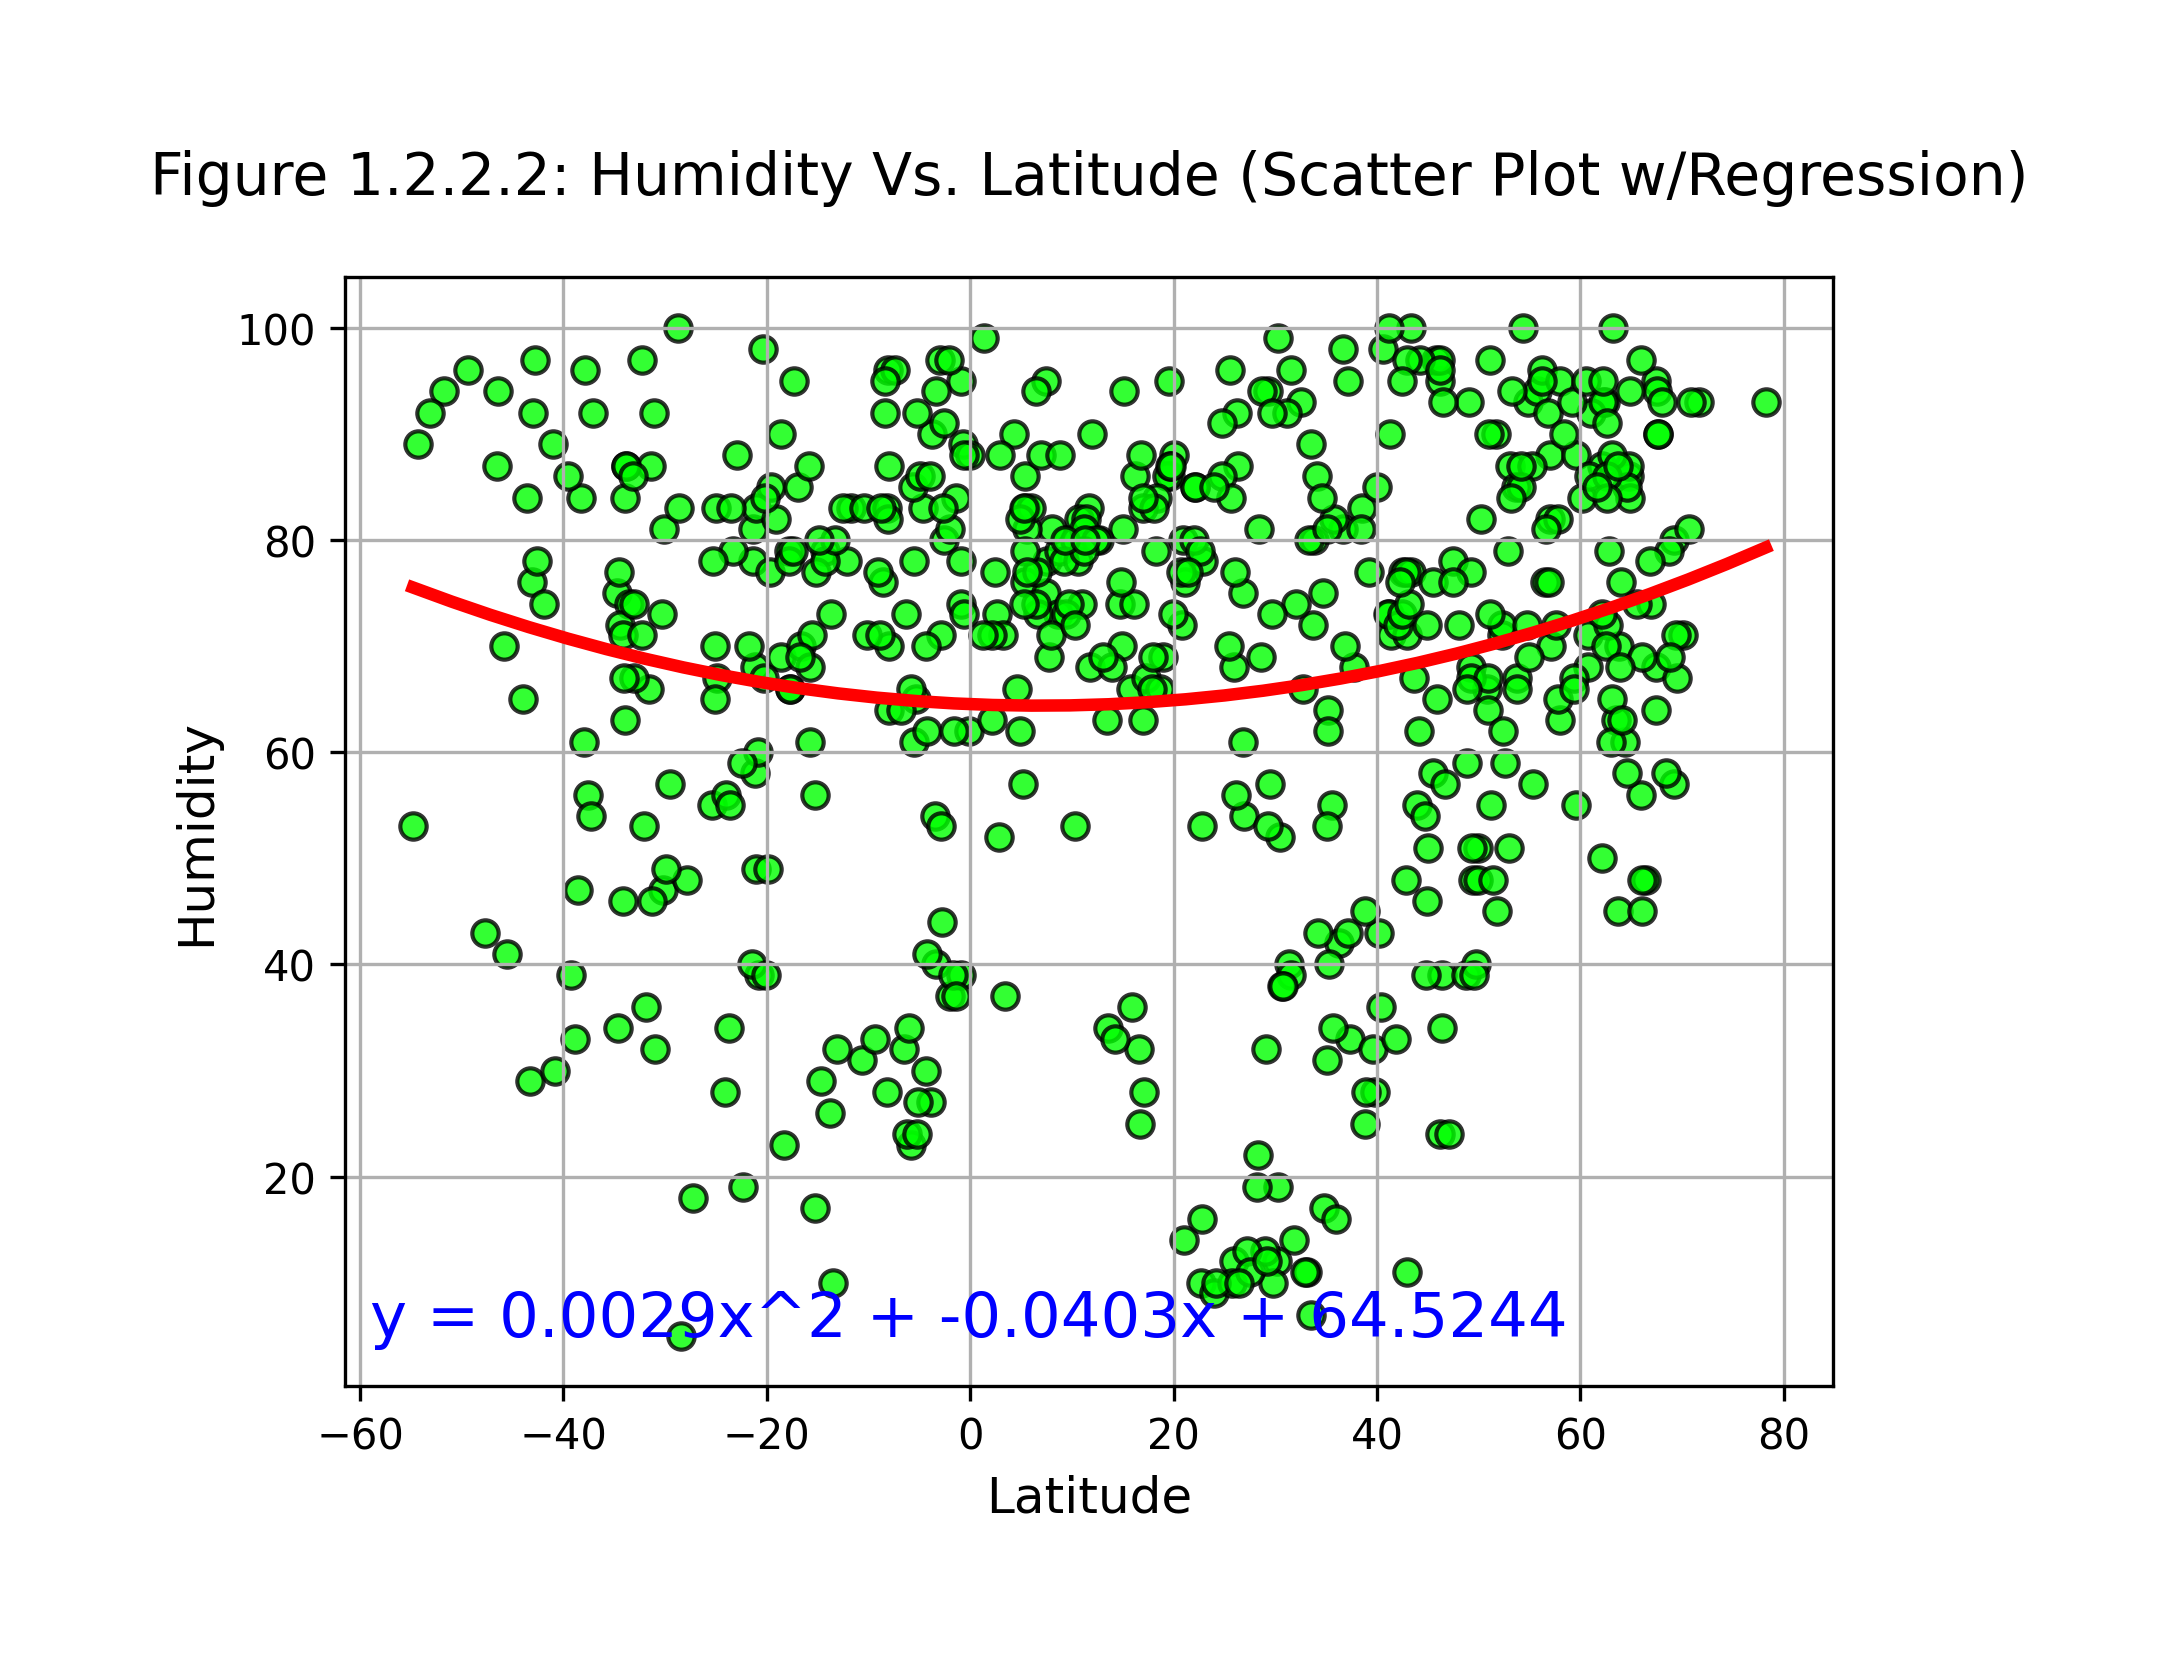 Figure 1.2.2.2: Humidity Vs. Latitude (Scatter Plot w/Regression)
100
80
60
40
20
Humidity
y = 0.0029x^2 + -0.0403x + 64.5244
−60 −40 −20 0 20 40 60 80
Latitude